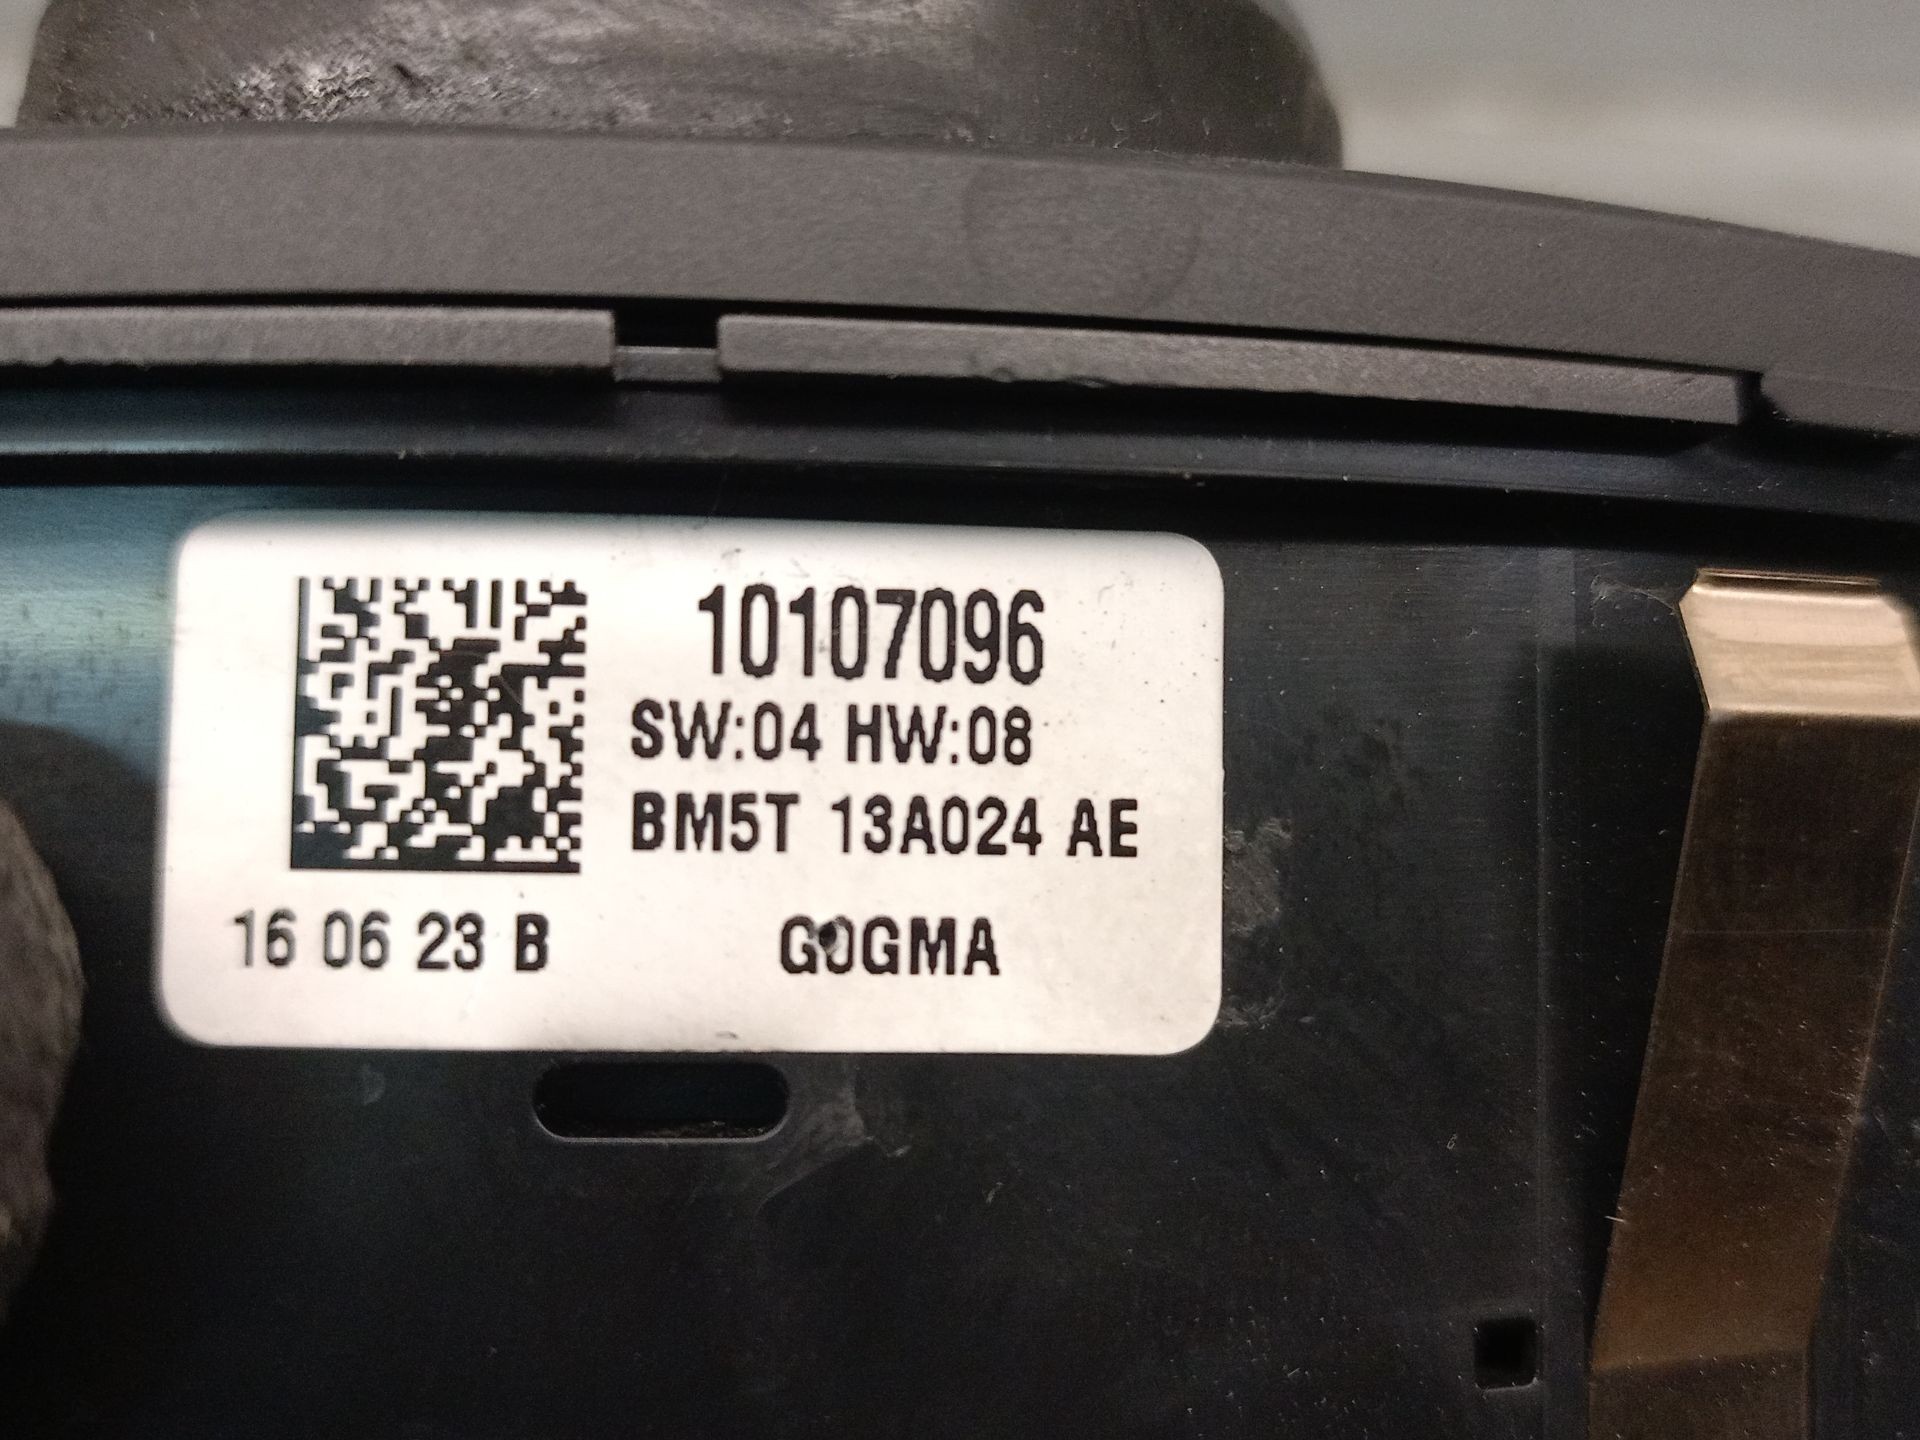 10107096
SW:04 HW:08
BM5T 13A024 AE
16 06 23 B
G0GMA